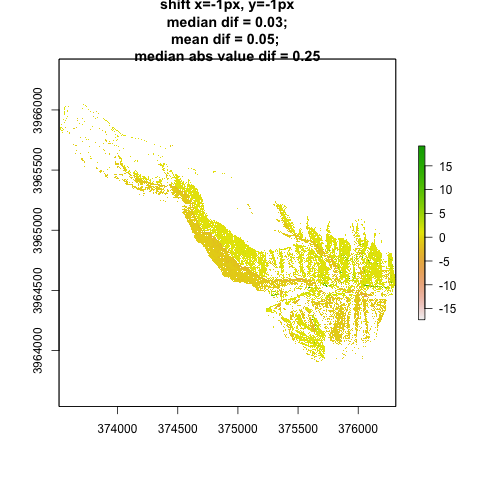 shift x=-1px, y=-1px
median dif = 0.03;
mean dif = 0.05;
median abs value dif = 0.25
3966000
3965500
3965000
3964500
3964000
15
10
5
0
-5
-10
-15
374000 374500 375000 375500 376000